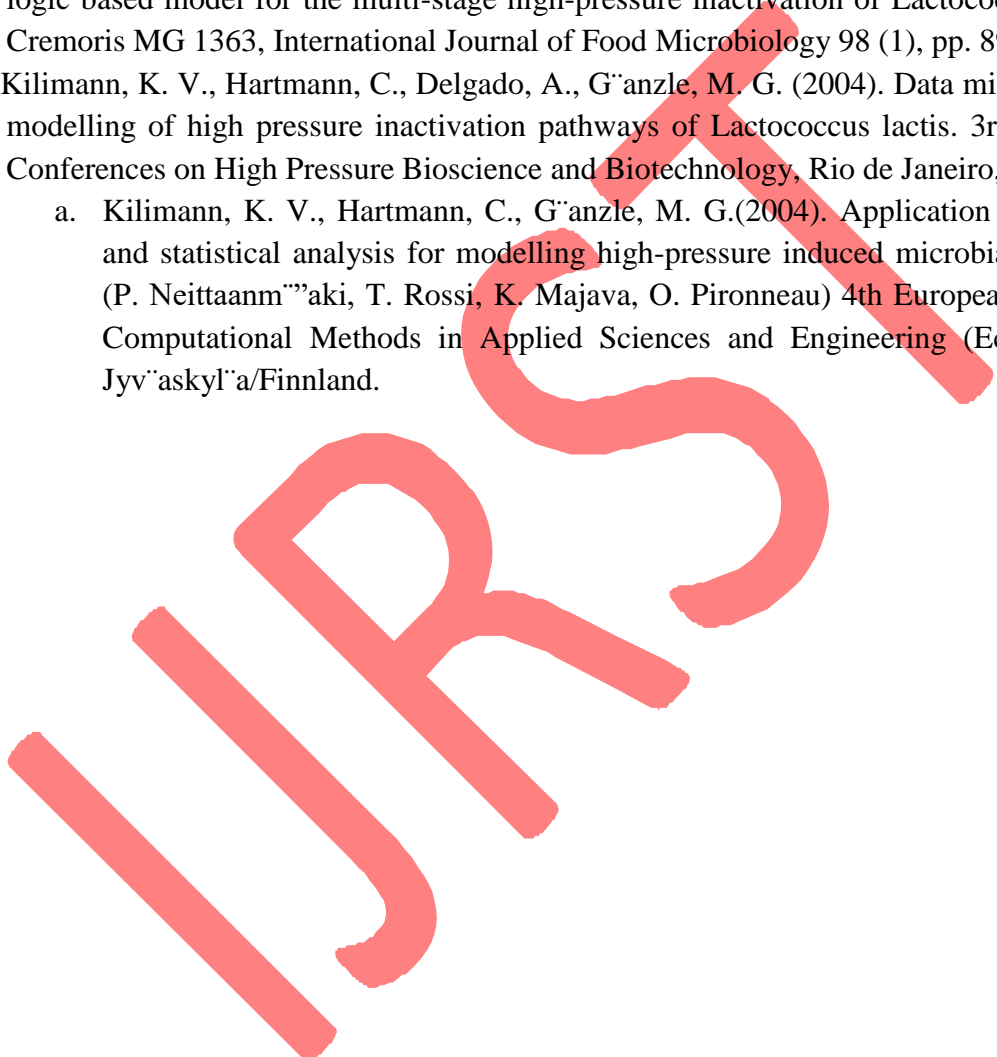 logic based model for the multi-stage high-pressure inactivation of Lactococ
Cremoris MG 1363, International Journal of Food Microbiology 98 (1), pp. 89
Kilimann, K. V., Hartmann, C., Delgado, A., G¨anzle, M. G. (2004). Data mi
modelling of high pressure inactivation pathways of Lactococcus lactis. 3r
Conferences on High Pressure Bioscience and Biotechnology, Rio de Janeiro,
a. Kilimann, K. V., Hartmann, C., G¨anzle, M. G.(2004). Application
and statistical analysis for modelling high-pressure induced microbia
(P. Neittaanm¨”aki, T. Rossi, K. Majava, O. Pironneau) 4th Europea
Computational Methods in Applied Sciences and Engineering (Ec
Jyv¨askyl¨a/Finnland.
IJRST